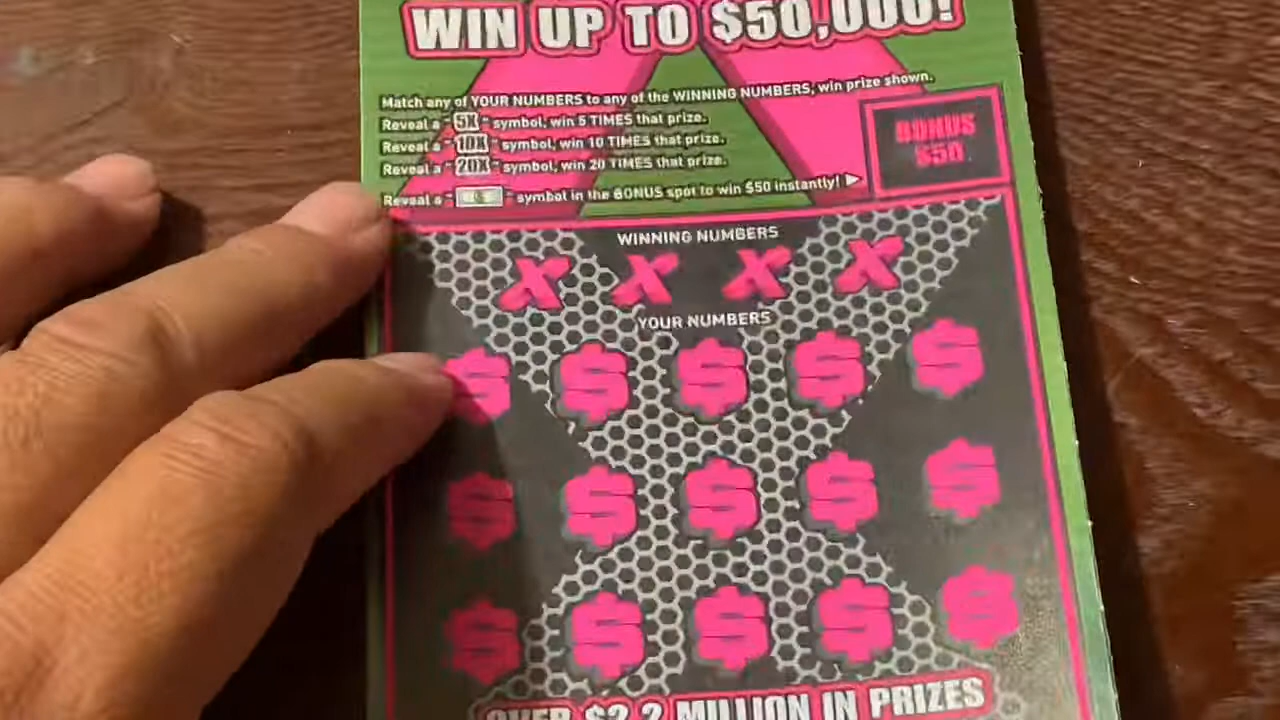 WIN UP TO $50,000!
Match any of YOUR NUMBERS to any of the WINNING NUMBERS, win prize shown.
Reveal a "5X" symbol, win 5 TIMES that prize.
Reveal a "10X" symbol, win 10 TIMES that prize.
Reveal a "20X" symbol, win 20 TIMES that prize.
Reveal a " " symbol in the BONUS spot to win $50 instantly!
BONUS
$50
WINNING NUMBERS
X X X X
YOUR NUMBERS
$ $ $ $ $
$ $ $ $ $
$ $ $ $ $
OVER $2.2 MILLION IN PRIZES